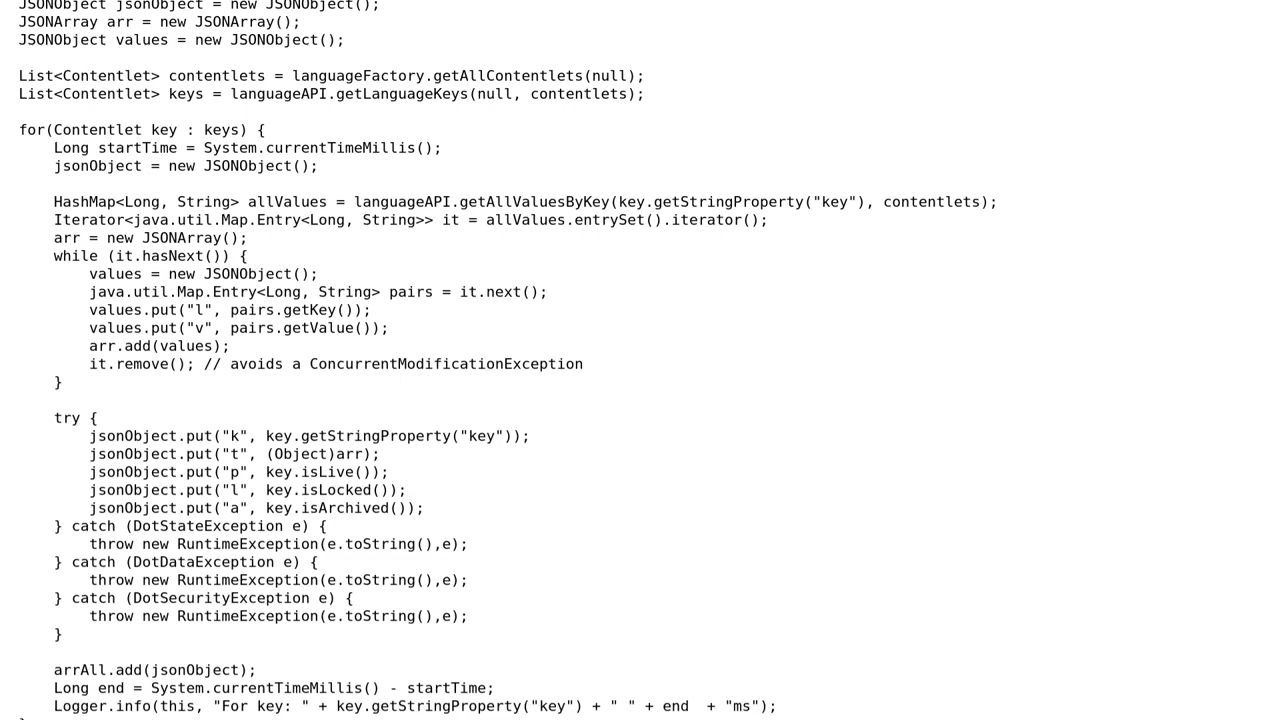 JSONObject jsonObject = new JSONObject();
JSONArray arr = new JSONArray();
JSONObject values = new JSONObject();

List<Contentlet> contentlets = languageFactory.getAllContentlets(null);
List<Contentlet> keys = languageAPI.getLanguageKeys(null, contentlets);

for(Contentlet key : keys) {
    Long startTime = System.currentTimeMillis();
    jsonObject = new JSONObject();

    HashMap<Long, String> allValues = languageAPI.getAllValuesByKey(key.getStringProperty("key"), contentlets);
    Iterator<java.util.Map.Entry<Long, String>> it = allValues.entrySet().iterator();
    arr = new JSONArray();
    while (it.hasNext()) {
        values = new JSONObject();
        java.util.Map.Entry<Long, String> pairs = it.next();
        values.put("l", pairs.getKey());
        values.put("v", pairs.getValue());
        arr.add(values);
        it.remove(); // avoids a ConcurrentModificationException
    }

    try {
        jsonObject.put("k", key.getStringProperty("key"));
        jsonObject.put("t", (Object)arr);
        jsonObject.put("p", key.isLive());
        jsonObject.put("l", key.isLocked());
        jsonObject.put("a", key.isArchived());
    } catch (DotStateException e) {
        throw new RuntimeException(e.toString(),e);
    } catch (DotDataException e) {
        throw new RuntimeException(e.toString(),e);
    } catch (DotSecurityException e) {
        throw new RuntimeException(e.toString(),e);
    }

    arrAll.add(jsonObject);
    Long end = System.currentTimeMillis() - startTime;
    Logger.info(this, "For key: " + key.getStringProperty("key") + " " + end  + "ms");
}